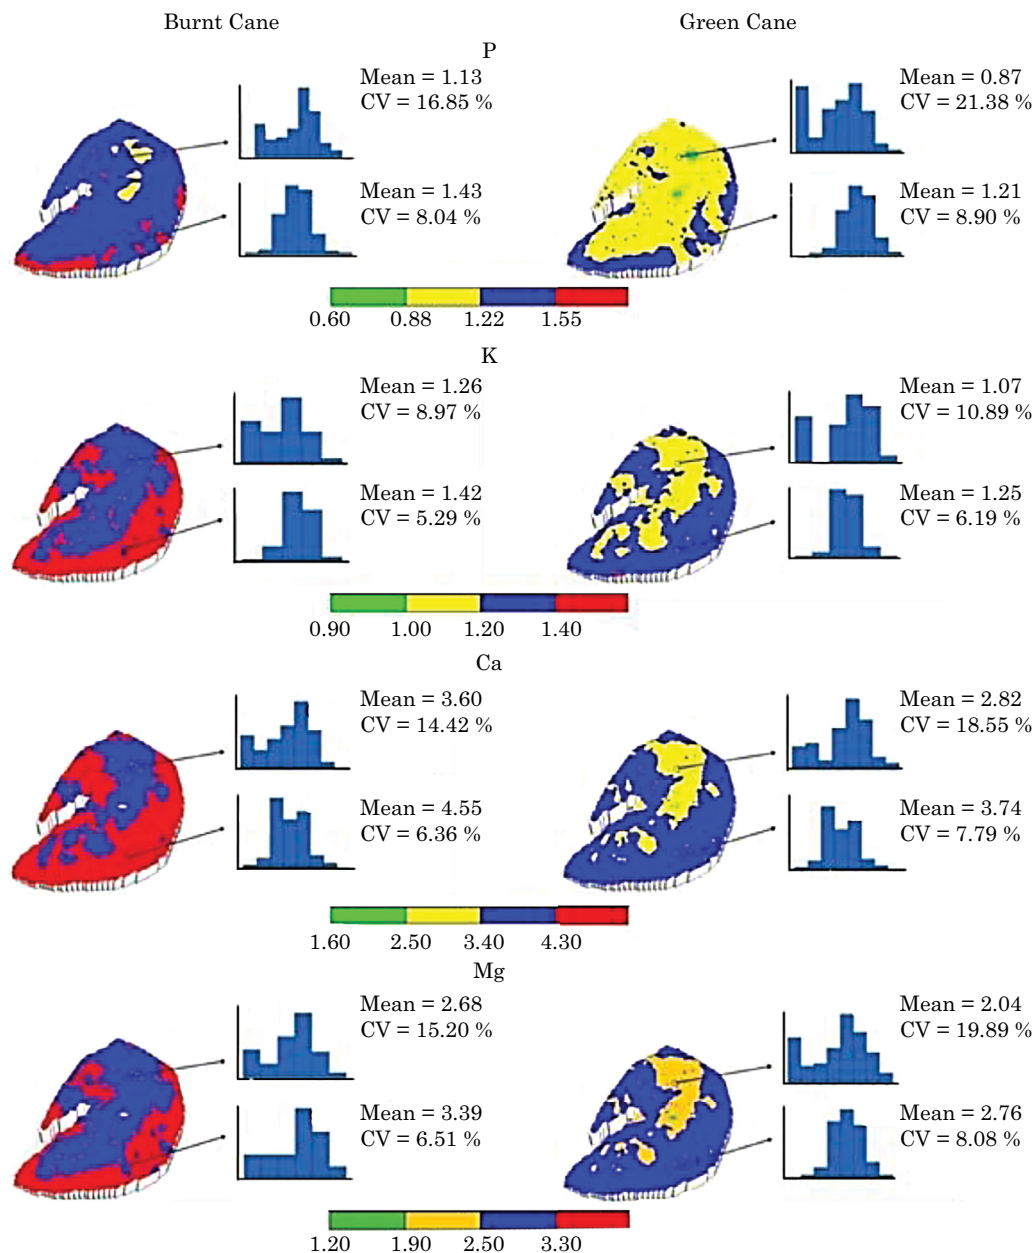 Burnt Cane
Green Cane
P
Mean = 1.13
CV = 16.85 %
Mean = 0.87
CV = 21.38 %
Mean = 1.43
CV = 8.04 %
Mean = 1.21
CV = 8.90 %
0.60 0.88 1.22 1.55
K
Mean = 1.26
CV = 8.97 %
Mean = 1.07
CV = 10.89 %
Mean = 1.42
CV = 5.29 %
Mean = 1.25
CV = 6.19 %
0.90 1.00 1.20 1.40
Ca
Mean = 3.60
CV = 14.42 %
Mean = 2.82
CV = 18.55 %
Mean = 4.55
CV = 6.36 %
Mean = 3.74
CV = 7.79 %
1.60 2.50 3.40 4.30
Mg
Mean = 2.68
CV = 15.20 %
Mean = 2.04
CV = 19.89 %
Mean = 3.39
CV = 6.51 %
Mean = 2.76
CV = 8.08 %
1.20 1.90 2.50 3.30